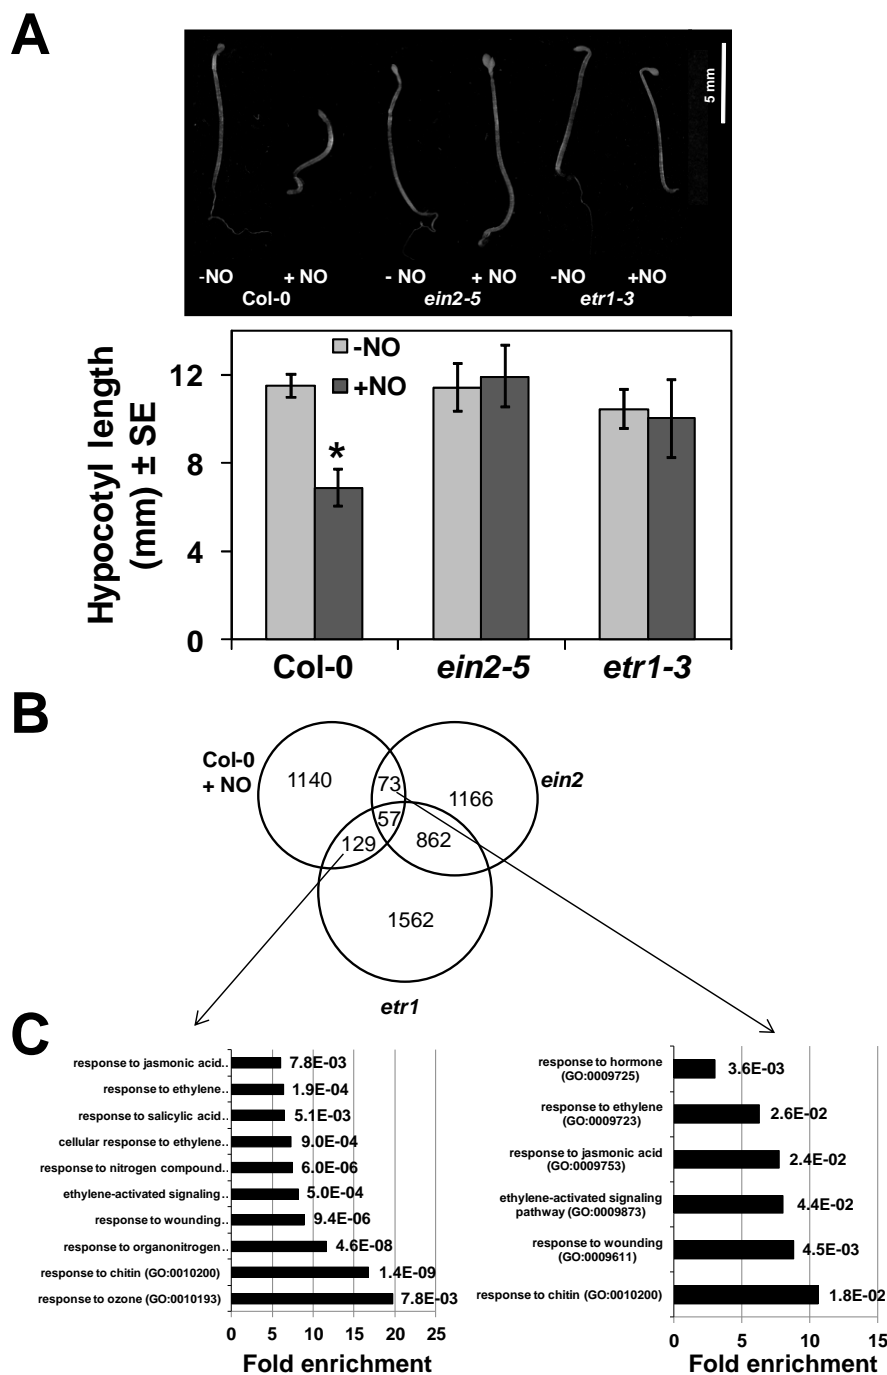 A
5 mm
-NO + NO - NO + NO -NO +NO
Col-0 ein2-5 etr1-3
Hypocotyl length
(mm) ± SE
12
8
4
0
-NO
+NO
*
Col-0 ein2-5 etr1-3
B
Col-0
+ NO
1140
73
1166
ein2
57
129
862
1562
etr1
C
response to jasmonic acid.. 7.8E-03
response to ethylene.. 1.9E-04
response to salicylic acid.. 5.1E-03
cellular response to ethylene.. 9.0E-04
response to nitrogen compound.. 6.0E-06
ethylene-activated signaling.. 5.0E-04
response to wounding.. 9.4E-06
response to organonitrogen.. 4.6E-08
response to chitin (GO:0010200) 1.4E-09
response to ozone (GO:0010193) 7.8E-03
0 5 10 15 20 25
Fold enrichment
response to hormone
(GO:0009725)
3.6E-03
response to ethylene
(GO:0009723)
2.6E-02
response to jasmonic acid
(GO:0009753)
2.4E-02
ethylene-activated signaling
pathway (GO:0009873)
4.4E-02
response to wounding
(GO:0009611)
4.5E-03
response to chitin (GO:0010200) 1.8E-02
0 5 10 15
Fold enrichment